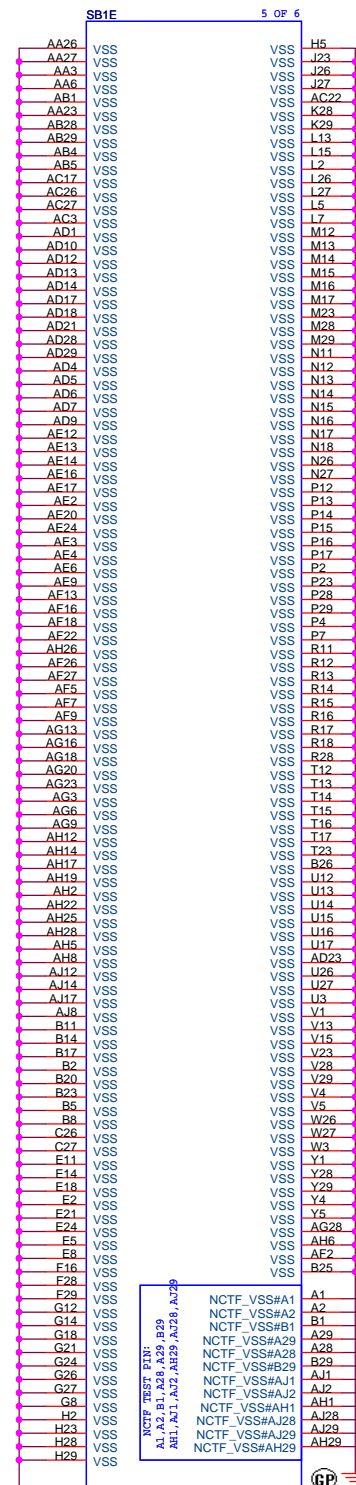 SB1E 5 OF 6
AA26 VSS VSS H5
AA27 VSS VSS J23
AA3 VSS VSS J26
AA6 VSS VSS J27
AB1 VSS VSS AC22
AA23 VSS VSS K28
AB28 VSS VSS K29
AB29 VSS VSS L13
AB4 VSS VSS L15
AB5 VSS VSS L2
AC17 VSS VSS L26
AC26 VSS VSS L27
AC27 VSS VSS L5
AC3 VSS VSS L7
AD1 VSS VSS M12
AD10 VSS VSS M13
AD12 VSS VSS M14
AD13 VSS VSS M15
AD14 VSS VSS M16
AD17 VSS VSS M17
AD18 VSS VSS M23
AD21 VSS VSS M28
AD28 VSS VSS M29
AD29 VSS VSS N11
AD4 VSS VSS N12
AD5 VSS VSS N13
AD6 VSS VSS N14
AD7 VSS VSS N15
AD9 VSS VSS N16
AE12 VSS VSS N17
AE13 VSS VSS N18
AE14 VSS VSS N26
AE16 VSS VSS N27
AE17 VSS VSS P12
AE2 VSS VSS P13
AE20 VSS VSS P14
AE24 VSS VSS P15
AE3 VSS VSS P16
AE4 VSS VSS P17
AE6 VSS VSS P2
AE9 VSS VSS P23
AF13 VSS VSS P28
AF16 VSS VSS P29
AF18 VSS VSS P4
AF22 VSS VSS P7
AH26 VSS VSS R11
AF26 VSS VSS R12
AF27 VSS VSS R13
AF5 VSS VSS R14
AF7 VSS VSS R15
AF9 VSS VSS R16
AG13 VSS VSS R17
AG16 VSS VSS R18
AG18 VSS VSS R28
AG20 VSS VSS T12
AG23 VSS VSS T13
AG3 VSS VSS T14
AG6 VSS VSS T15
AG9 VSS VSS T16
AH12 VSS VSS T17
AH14 VSS VSS T23
AH17 VSS VSS B26
AH19 VSS VSS U12
AH2 VSS VSS U13
AH22 VSS VSS U14
AH25 VSS VSS U15
AH28 VSS VSS U16
AH5 VSS VSS U17
AH8 VSS VSS AD23
AJ12 VSS VSS U26
AJ14 VSS VSS U27
AJ17 VSS VSS U3
AJ8 VSS VSS V1
B11 VSS VSS V13
B14 VSS VSS V15
B17 VSS VSS V23
B2 VSS VSS V28
B20 VSS VSS V29
B23 VSS VSS V4
B5 VSS VSS V5
B8 VSS VSS W26
C26 VSS VSS W27
C27 VSS VSS W3
E11 VSS VSS Y1
E14 VSS VSS Y28
E18 VSS VSS Y29
E2 VSS VSS Y4
E21 VSS VSS Y5
E24 VSS VSS AG28
E5 VSS VSS AH6
E8 VSS VSS AF2
F16 VSS VSS B25
F28 VSS
F29 VSS NCTF_VSS#A1 A1
G12 VSS NCTF_VSS#A2 A2
G14 VSS NCTF_VSS#B1 B1
G18 VSS NCTF_VSS#A29 A29
G21 VSS NCTF_VSS#A28 A28
G24 VSS NCTF_VSS#B29 B29
G26 VSS NCTF_VSS#AJ1 AJ1
G27 VSS NCTF_VSS#AJ2 AJ2
G8 VSS NCTF_VSS#AH1 AH1
H2 VSS NCTF_VSS#AJ28 AJ28
H23 VSS NCTF_VSS#AJ29 AJ29
H28 VSS NCTF_VSS#AH29 AH29
H29 VSS
NCTF TEST PIN:
A1,A2,B1,A28,A29,B29
AH1,AJ1,AJ2,AH29,AJ28,AJ29
GP